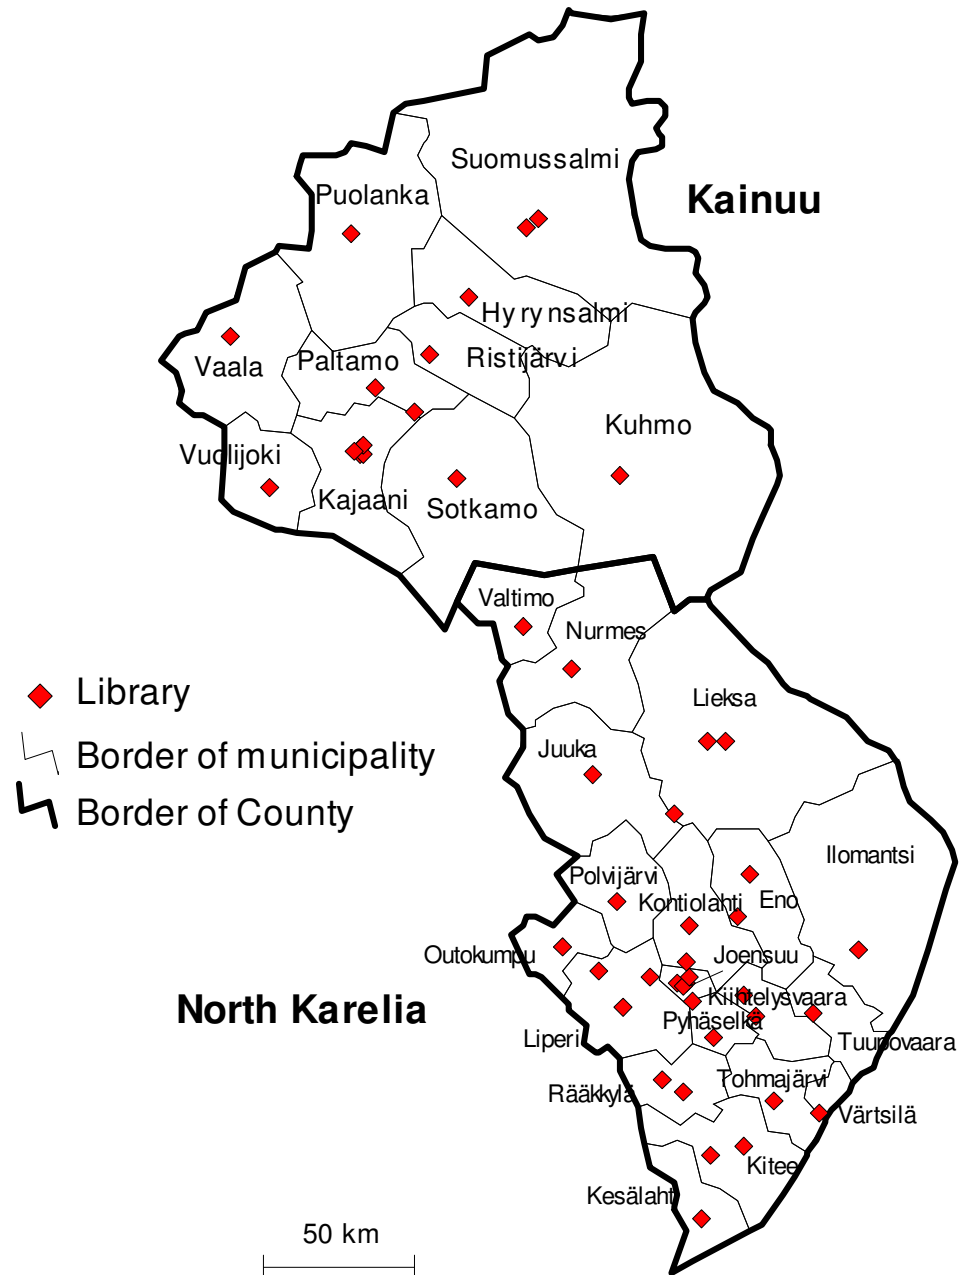 Suomussalmi
Puolanka
Kainuu
Hyrynsalmi
Ristijärvi
Paltamo
Vaala
Kuhmo
Vuolijoki
Kajaani
Sotkamo
Valtimo
Nurmes
Library
Lieksa
Border of municipality
Juuka
Border of County
Ilomantsi
Polvijärvi
Eno
Kontiolahti
Outokumpu
Joensuu
Kiihtelysvaara
North Karelia
Pyhäselkä
Liperi
Tuupovaara
Tohmajärvi
Rääkkylä
Värtsilä
Kitee
Kesälaht
50 km